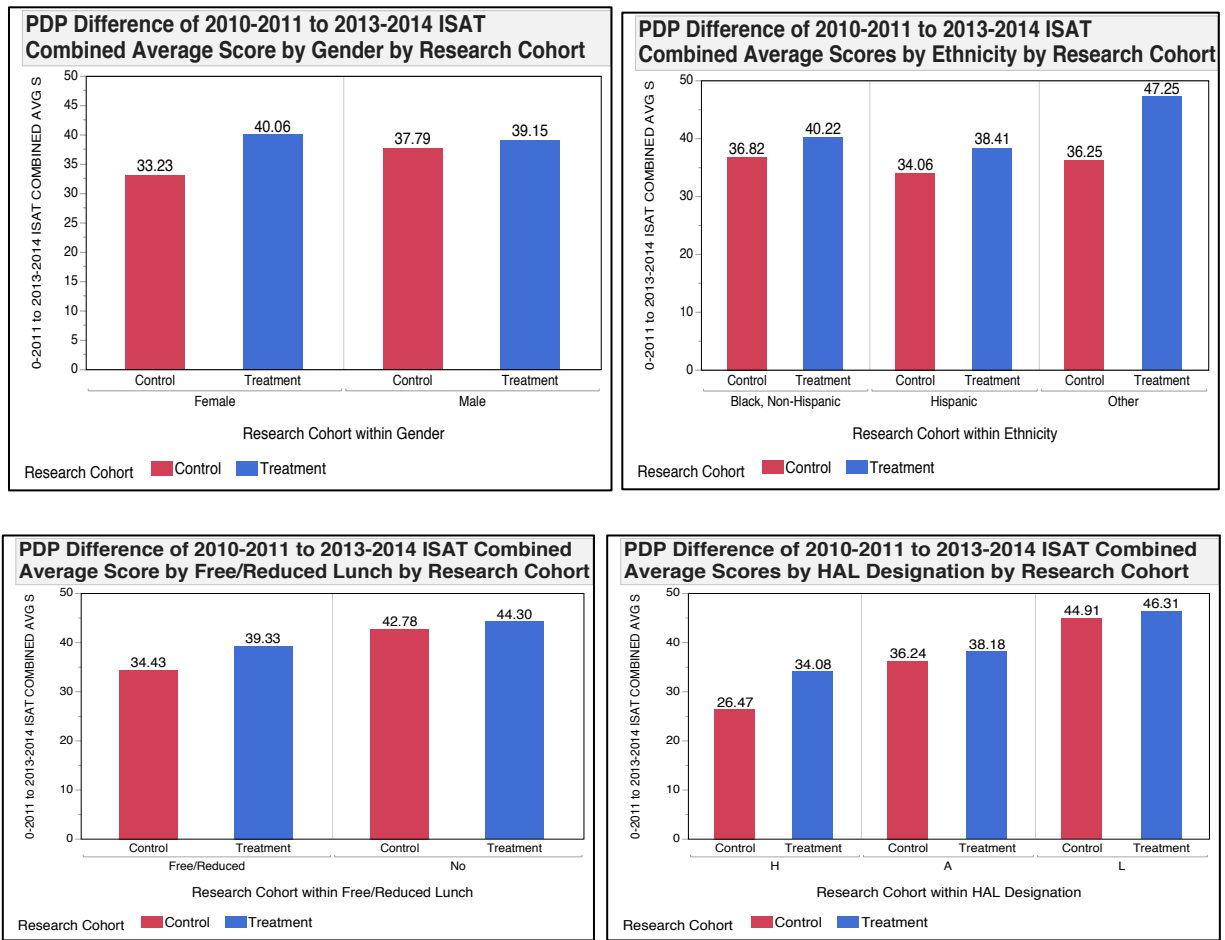 PDP Difference of 2010-2011 to 2013-2014 ISAT
Combined Average Score by Gender by Research Cohort
0-2011 to 2013-2014 ISAT COMBINED AVG S
50
45
40
35
30
25
20
15
10
5
0
33.23
40.06
37.79
39.15
Control Treatment Control Treatment
Female Male
Research Cohort within Gender
Research Cohort Control Treatment
PDP Difference of 2010-2011 to 2013-2014 ISAT
Combined Average Scores by Ethnicity by Research Cohort
0-2011 to 2013-2014 ISAT COMBINED AVG S
50
40
30
20
10
0
36.82
40.22
34.06
38.41
36.25
47.25
Control Treatment Control Treatment Control Treatment
Black, Non-Hispanic Hispanic Other
Research Cohort within Ethnicity
Research Cohort Control Treatment
PDP Difference of 2010-2011 to 2013-2014 ISAT Combined
Average Score by Free/Reduced Lunch by Research Cohort
0-2011 to 2013-2014 ISAT COMBINED AVG S
50
40
30
20
10
0
34.43
39.33
42.78
44.30
Control Treatment Control Treatment
Free/Reduced No
Research Cohort within Free/Reduced Lunch
Research Cohort Control Treatment
PDP Difference of 2010-2011 to 2013-2014 ISAT Combined
Average Scores by HAL Designation by Research Cohort
0-2011 to 2013-2014 ISAT COMBINED AVG S
50
40
30
20
10
0
26.47
34.08
36.24
38.18
44.91
46.31
Control Treatment Control Treatment Control Treatment
H A L
Research Cohort within HAL Designation
Research Cohort Control Treatment